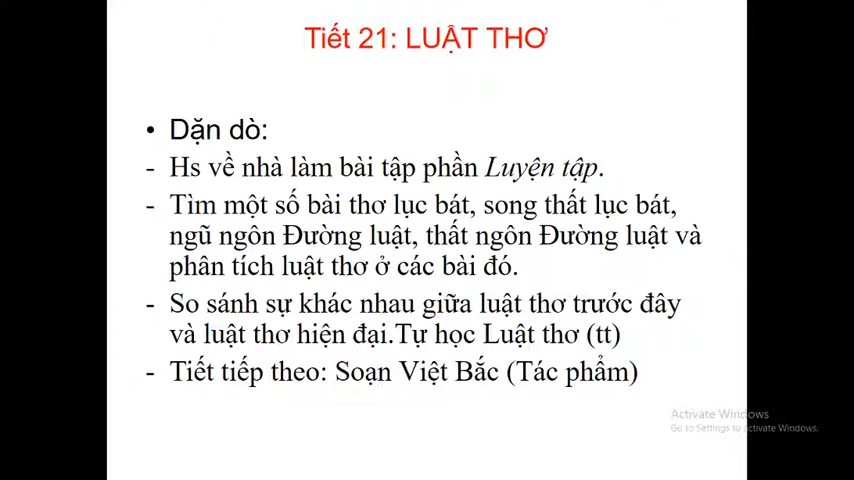 Tiết 21: LUẬT THƠ
• Dặn dò:
- Hs về nhà làm bài tập phần Luyện tập.
- Tìm một số bài thơ lục bát, song thất lục bát,
ngũ ngôn Đường luật, thất ngôn Đường luật và
phân tích luật thơ ở các bài đó.
- So sánh sự khác nhau giữa luật thơ trước đây
và luật thơ hiện đại.Tự học Luật thơ (tt)
- Tiết tiếp theo: Soạn Việt Bắc (Tác phẩm)
Activate Windows
Go to Settings to activate Windows.